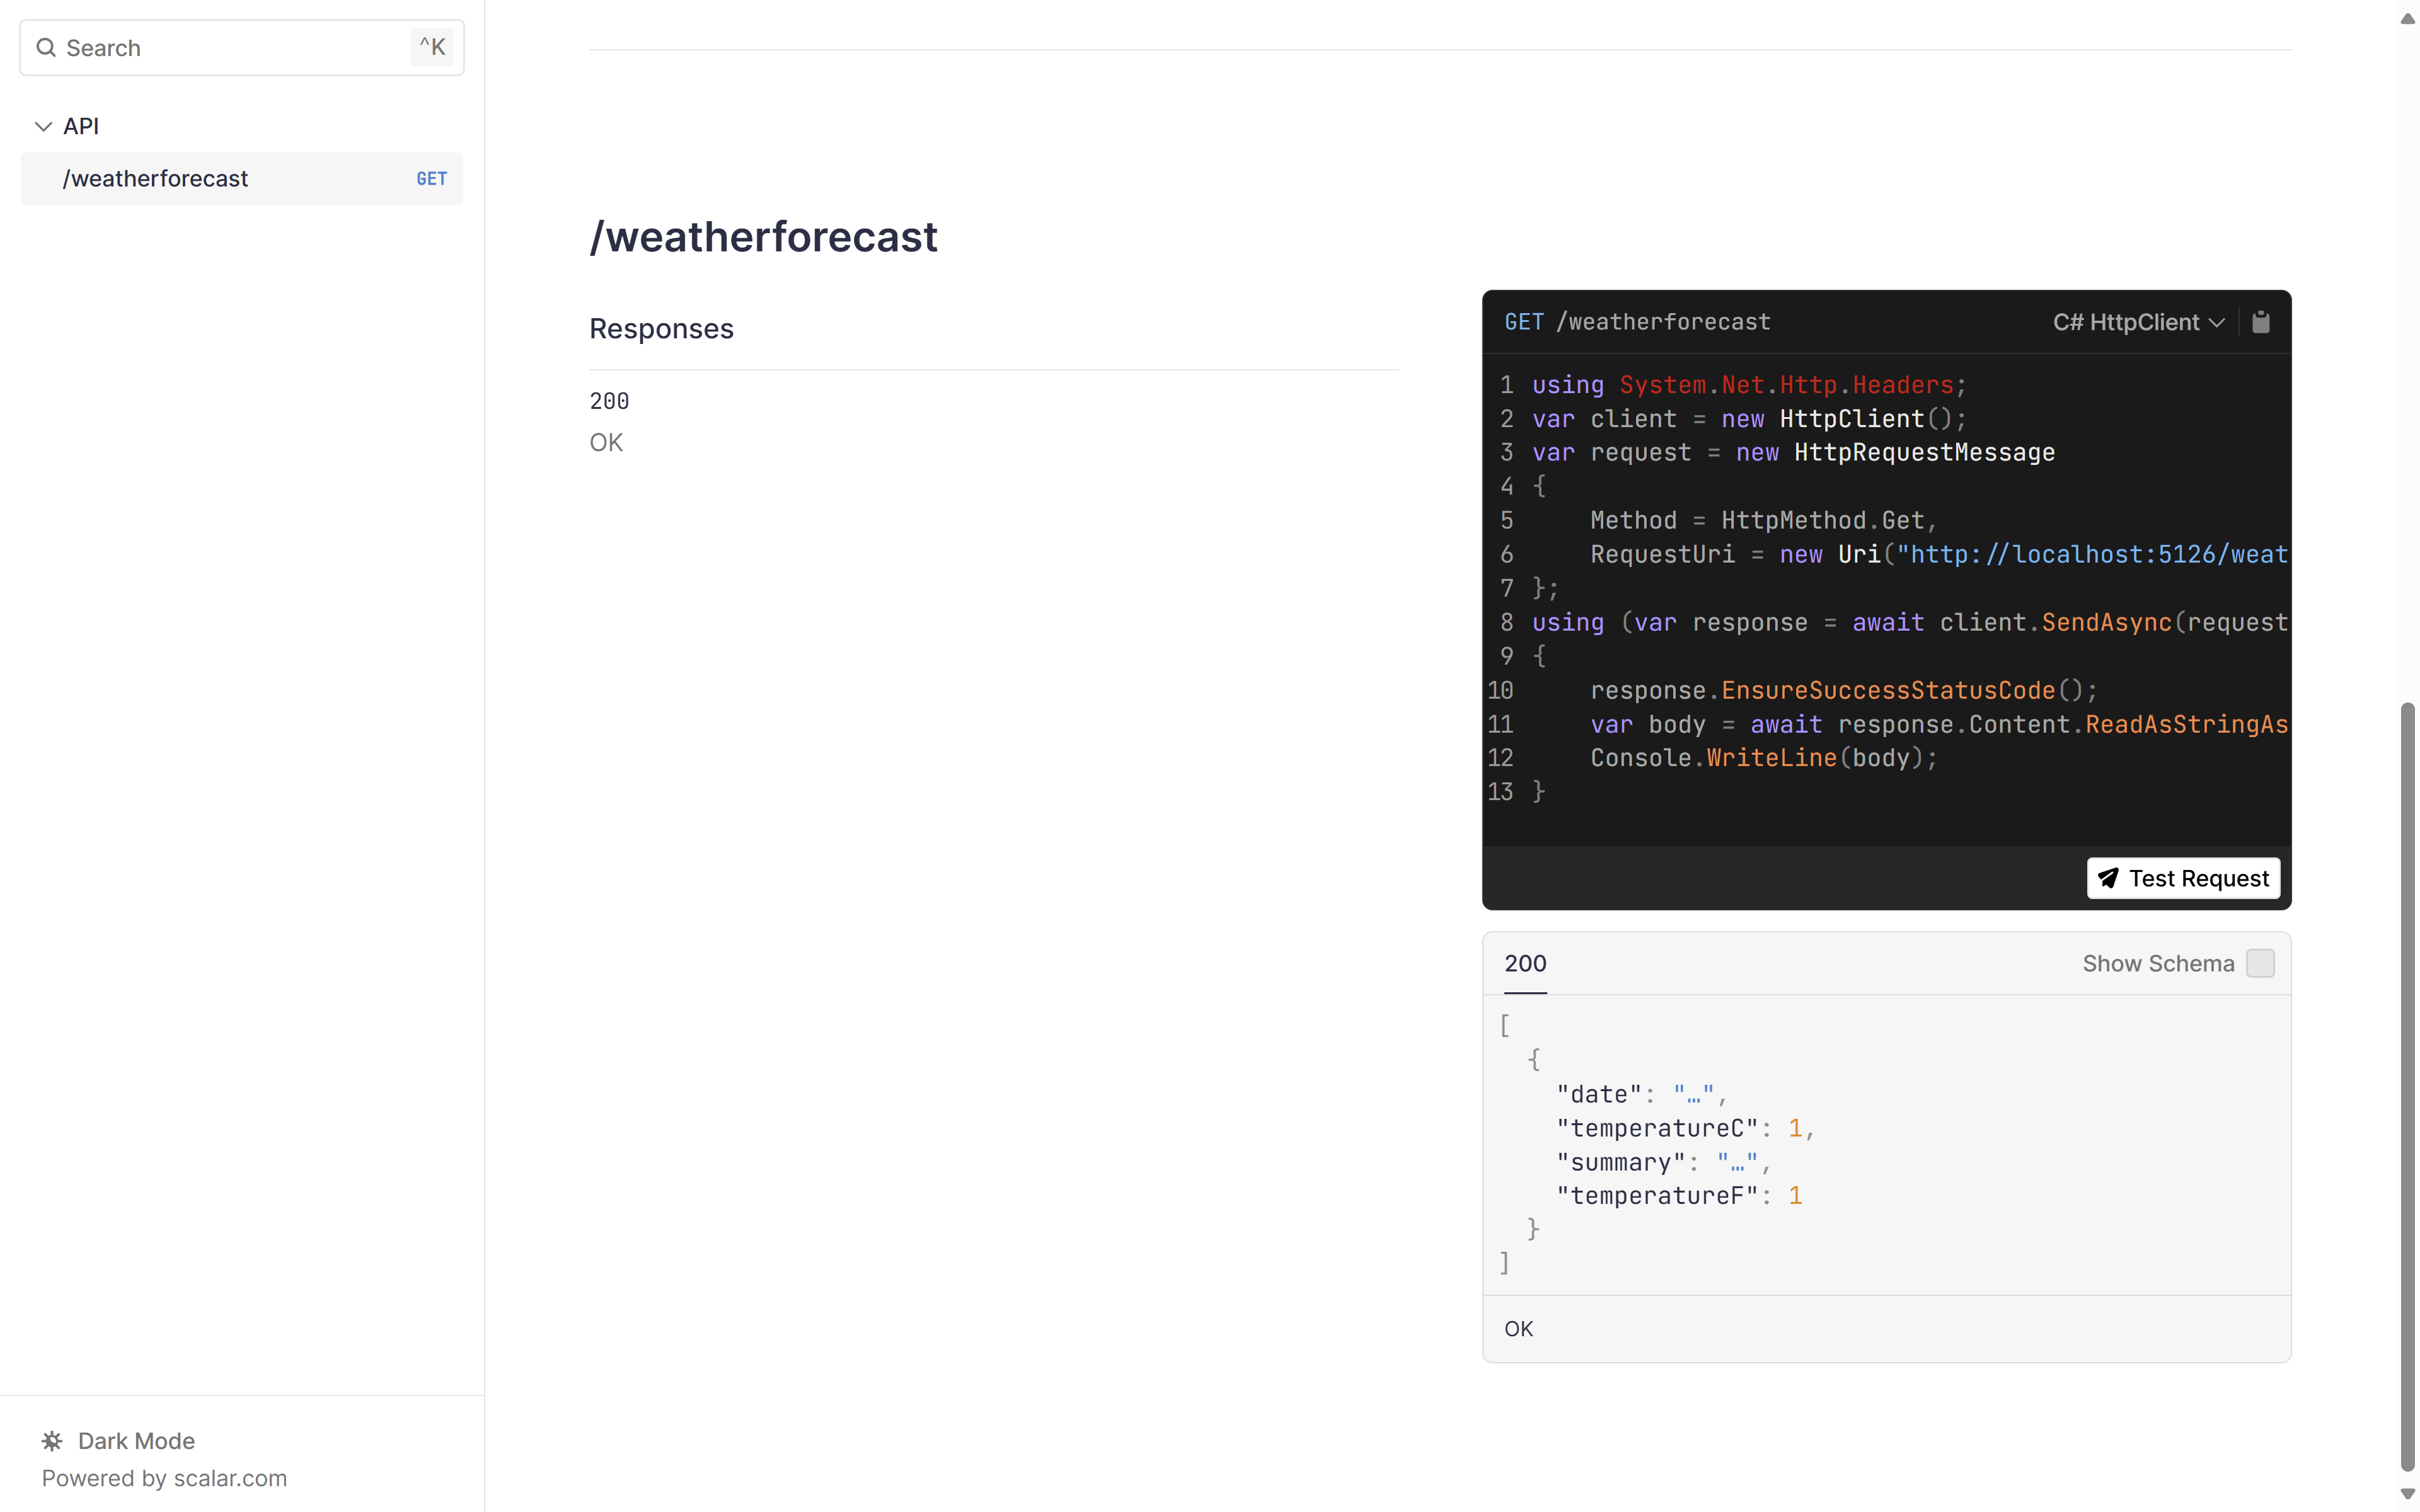 Search ^K
API
/weatherforecast GET
/weatherforecast
Responses
200
OK
GET /weatherforecast C# HttpClient
1 using System.Net.Http.Headers;
2 var client = new HttpClient();
3 var request = new HttpRequestMessage
4 {
5     Method = HttpMethod.Get,
6     RequestUri = new Uri("http://localhost:5126/weat
7 };
8 using (var response = await client.SendAsync(request
9 {
10     response.EnsureSuccessStatusCode();
11     var body = await response.Content.ReadAsStringAs
12     Console.WriteLine(body);
13 }
Test Request
200 Show Schema
[
  {
    "date": "…",
    "temperatureC": 1,
    "summary": "…",
    "temperatureF": 1
  }
]
OK
Dark Mode
Powered by scalar.com